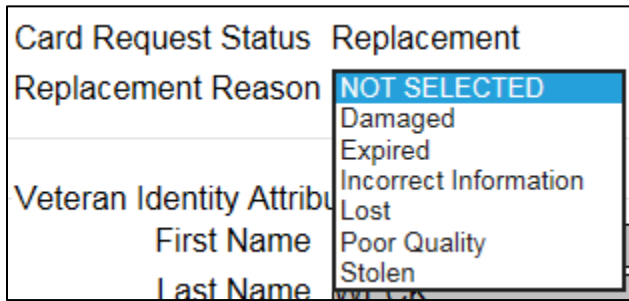 Card Request Status Replacement
Replacement Reason NOT SELECTED
Damaged
Expired
Incorrect Information
Lost
Veteran Identity Attribu
First Name Poor Quality
Stolen
Last Name